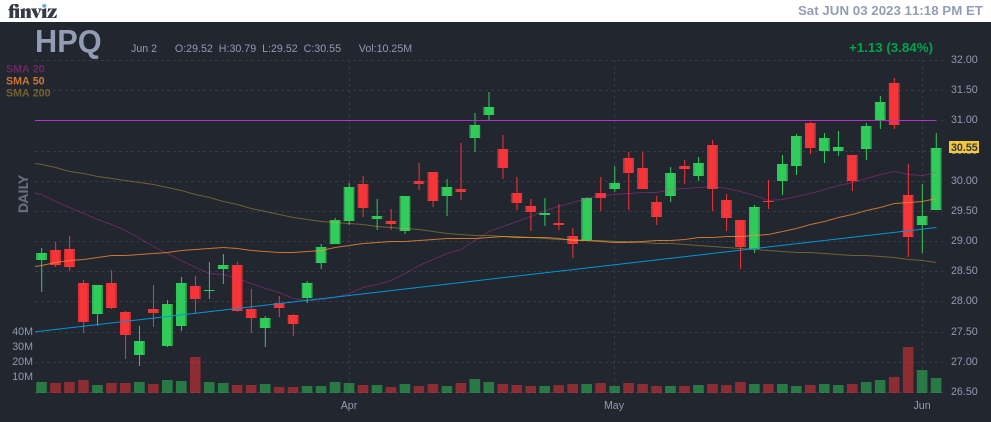 finviz
Sat JUN 03 2023 11:18 PM ET
HPQ
Jun 2 O:29.52 H:30.79 L:29.52 C:30.55 Vol:10.25M
+1.13 (3.84%)
SMA 20
SMA 50
SMA 200
DAILY
32.00
31.50
31.00
30.55
30.00
29.50
29.00
28.50
28.00
27.50
27.00
26.50
40M
30M
20M
10M
Apr May Jun